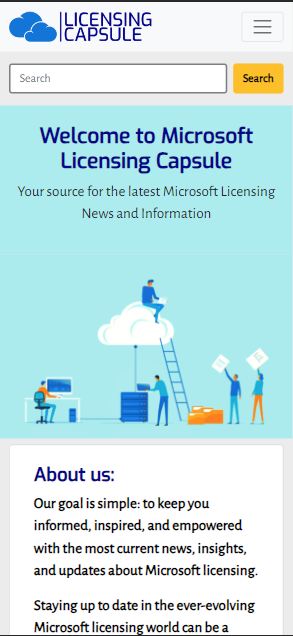 LICENSING
CAPSULE
Search
Search
Welcome to Microsoft
Licensing Capsule
Your source for the latest Microsoft Licensing
News and Information
About us:
Our goal is simple: to keep you
informed, inspired, and empowered
with the most current news, insights,
and updates about Microsoft licensing.
Staying up to date in the ever-evolving
Microsoft licensing world can be a